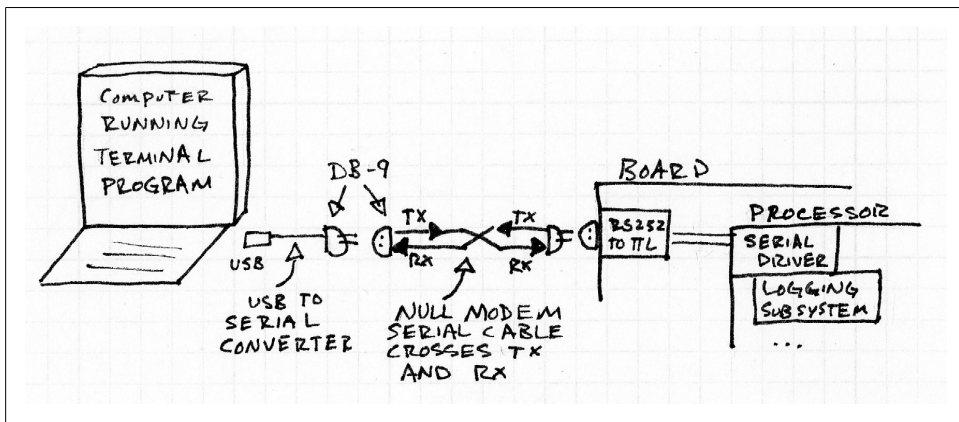 COMPUTER
RUNNING
TERMINAL
PROGRAM
USB
USB TO
SERIAL
CONVERTER
DB-9
TX
RX
TX
RX
NULL MODEM
SERIAL CABLE
CROSSES TX
AND RX
BOARD
RS232
TO TTL
PROCESSOR
SERIAL
DRIVER
LOGGING
SUBSYSTEM
...